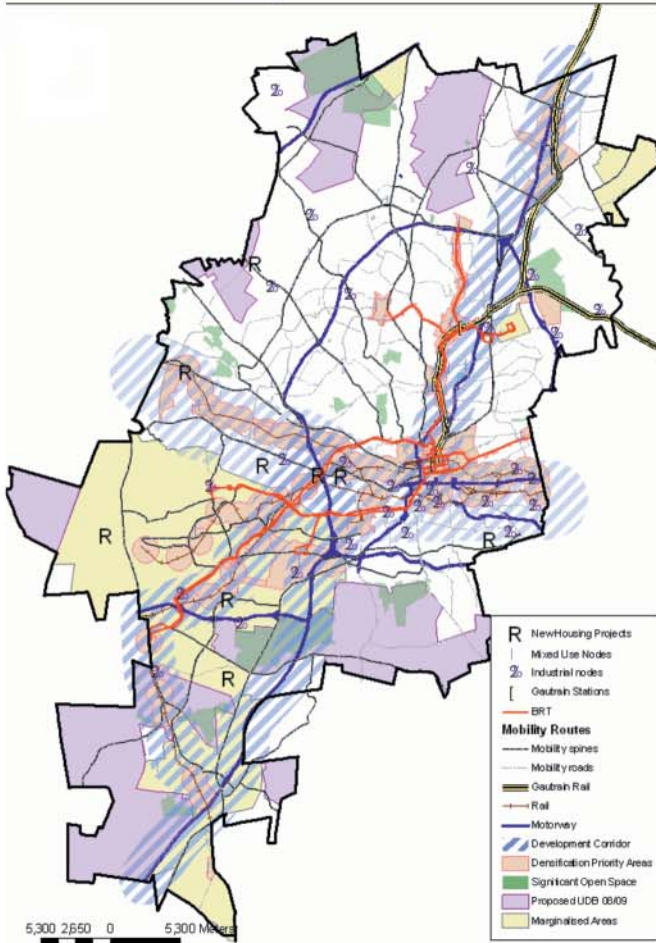 R
R
R
R
R
R
R
R
R
R New Housing Projects
Mixed Use Nodes
Industrial nodes
Gautrain Stations
BRT
Mobility Routes
Mobility spines
Mobility roads
Gautrain Rail
Rail
Motorway
Development Corridor
Densification Priority Areas
Significant Open Space
Proposed UDB 08/09
Marginalised Areas
5,300 2,650 0 5,300 Meters